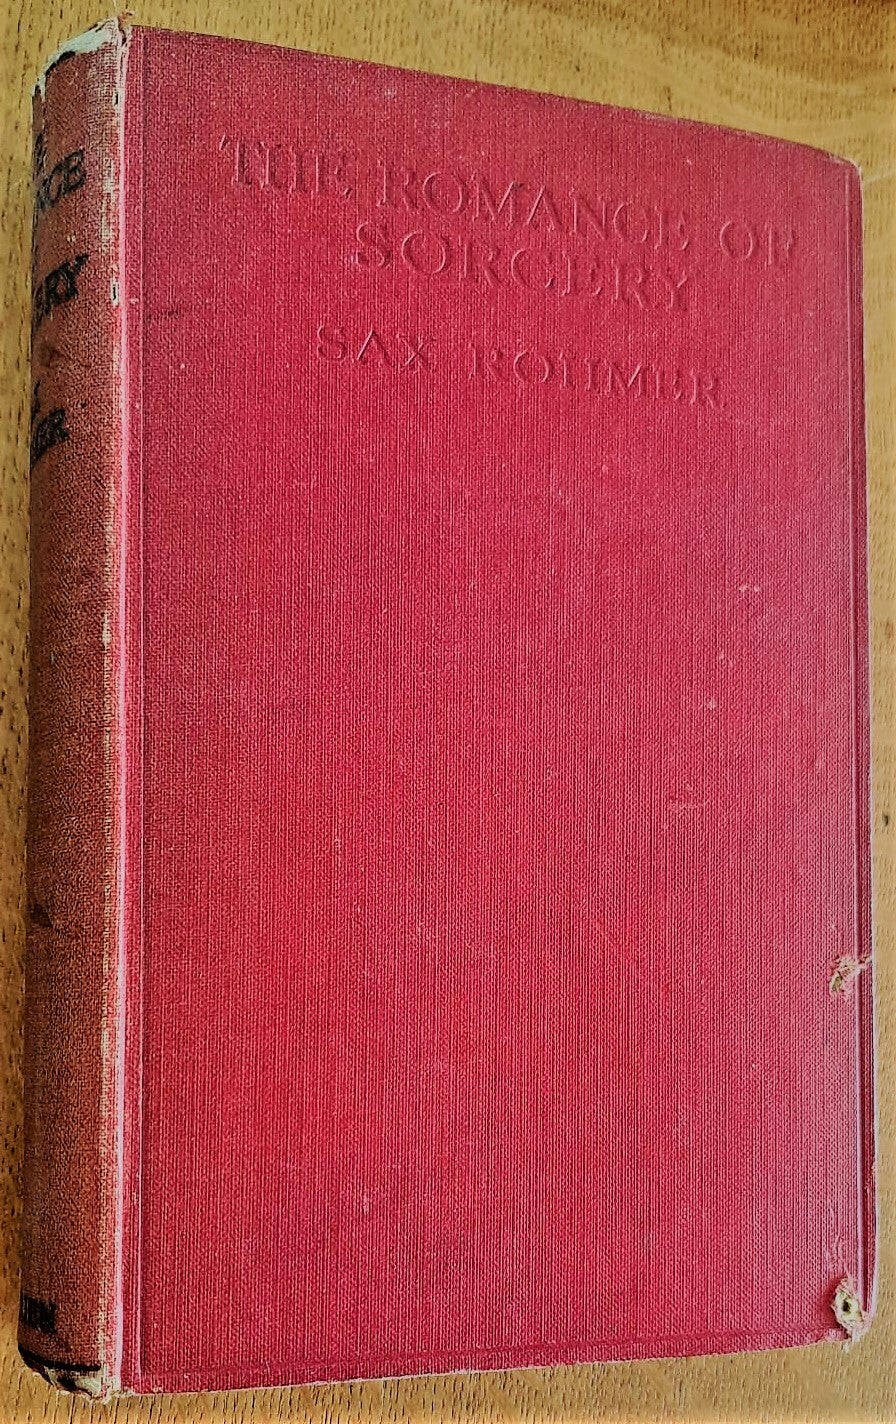 THE ROMANCE OF
SORCERY
SAX ROHMER